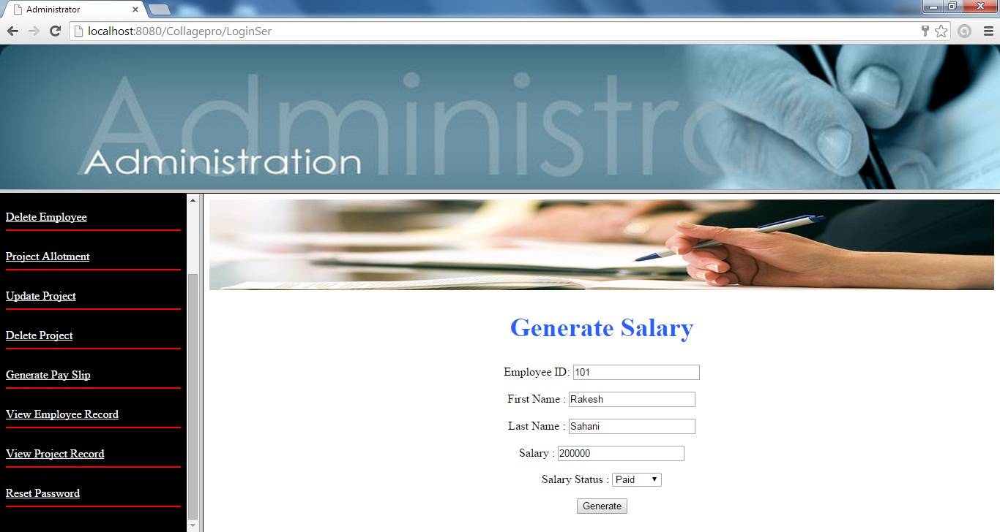 Administrator
localhost:8080/Collagepro/LoginSer
Administration
Administration
Delete Employee
Project Allotment
Update Project
Delete Project
Generate Pay Slip
View Employee Record
View Project Record
Reset Password
Generate Salary
Employee ID: 101
First Name : Rakesh
Last Name : Sahani
Salary : 200000
Salary Status : Paid
Generate